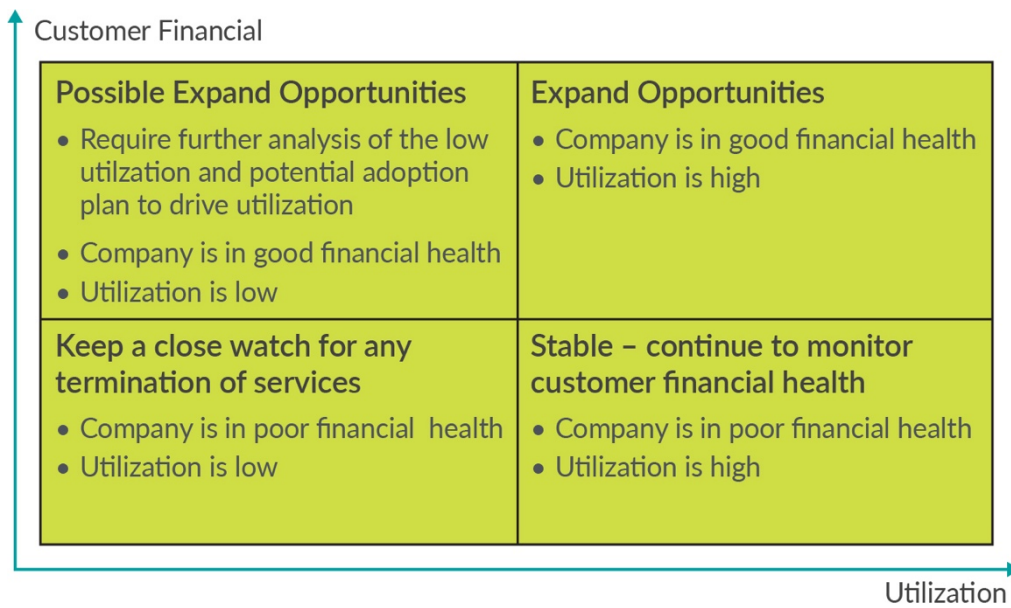 Customer Financial
Possible Expand Opportunities
• Require further analysis of the low
utilzation and potential adoption
plan to drive utilization
• Company is in good financial health
• Utilization is low
Expand Opportunities
• Company is in good financial health
• Utilization is high
Keep a close watch for any
termination of services
• Company is in poor financial  health
• Utilization is low
Stable – continue to monitor
customer financial health
• Company is in poor financial health
• Utilization is high
Utilization